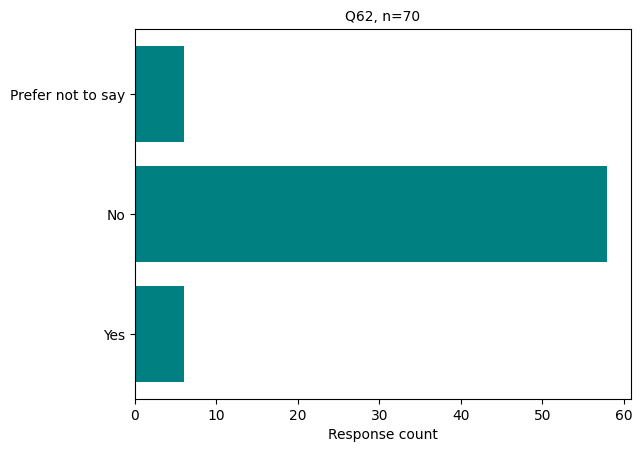 Q62, n=70
Prefer not to say
No
Yes
0 10 20 30 40 50 60
Response count